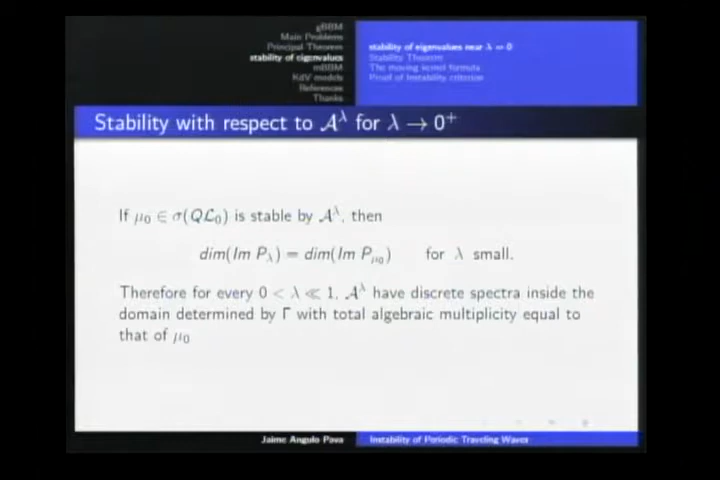 gBBM
Main Problems
Principal Theorem
stability of eigenvalues
mBBM
KdV models
References
Thanks
stability of eigenvalues near λ = 0
Stability Theorem
The moving kernel formula
Proof of Instability criterion
Stability with respect to 𝒜^λ for λ → 0⁺
If μ₀ ∈ σ(Qℒ₀) is stable by 𝒜^λ, then
dim(Im P_λ) = dim(Im P_μ₀) for λ small.
Therefore for every 0 < λ ≪ 1, 𝒜^λ have discrete spectra inside the
domain determined by Γ with total algebraic multiplicity equal to
that of μ₀
Jaime Angulo Pava
Instability of Periodic Traveling Waves